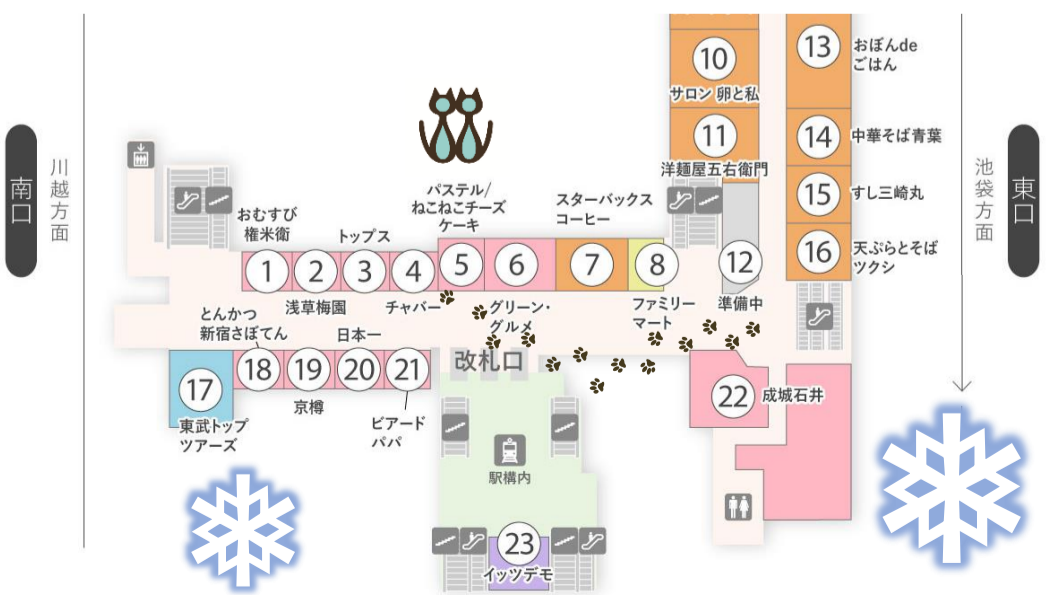 10
サロン 卵と私
11
洋麺屋五右衛門
13
おぼんde
ごはん
14
中華そば青葉
15
すし三崎丸
16
天ぷらとそば
ツクシ
南口
川越方面
池袋方面
東口
おむすび
権米衛
トップス
パステル/
ねこねこチーズ
ケーキ
スターバックス
コーヒー
1
2
3
4
5
6
7
8
12
浅草梅園
チャバー
グリーン・
グルメ
ファミリー
マート
準備中
とんかつ
新宿さぼてん
日本一
改札口
17
18
19
20
21
22
成城石井
東武トップ
ツアーズ
京樽
ビアード
パパ
駅構内
23
イッツデモ